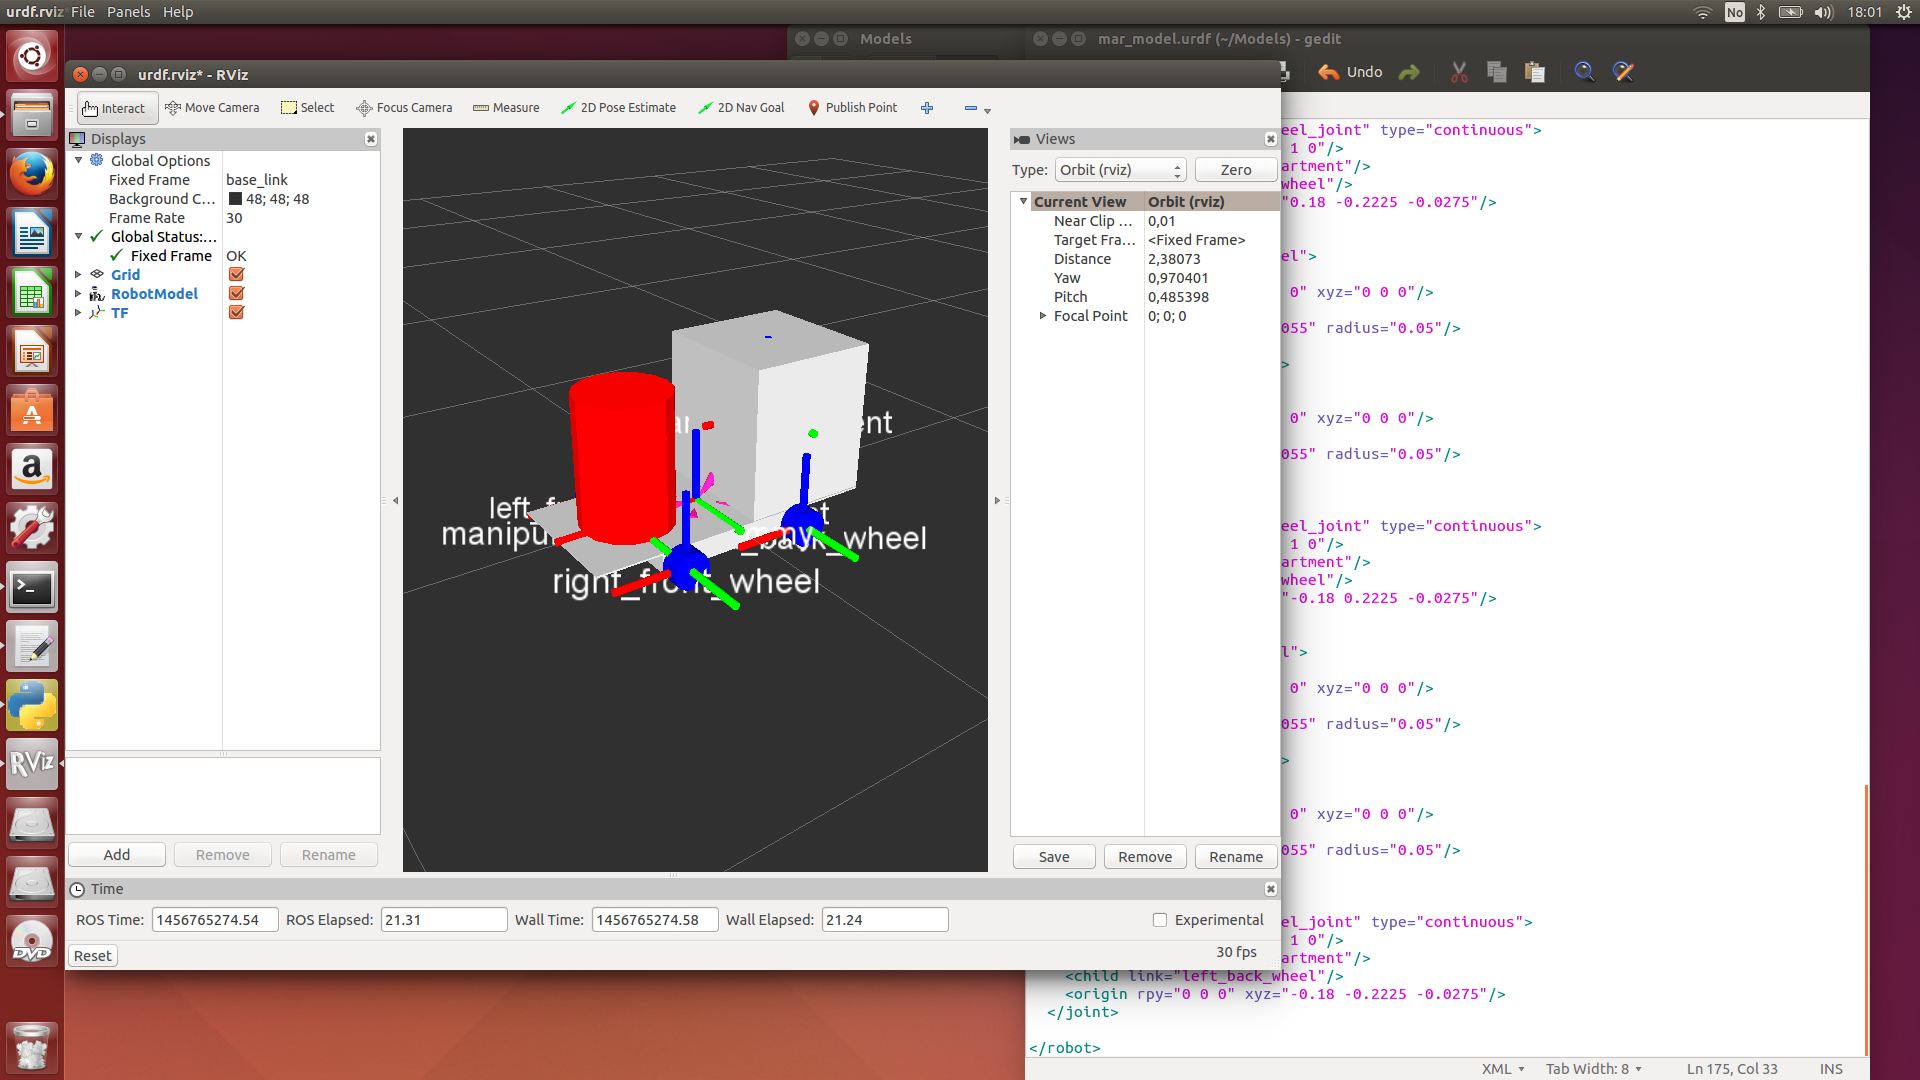 urdf.rviz File Panels Help
No 18:01
Models
mar_model.urdf (~/Models) - gedit
urdf.rviz* - RViz
Undo
Interact Move Camera Select Focus Camera Measure 2D Pose Estimate 2D Nav Goal Publish Point
Displays
Global Options
Fixed Frame base_link
Background C... 48; 48; 48
Frame Rate 30
Global Status:...
Fixed Frame OK
Grid
RobotModel
TF
Add Remove Rename
left_f
manipu
right_front_wheel
_back_wheel
Views
Type: Orbit (rviz) Zero
Current View Orbit (rviz)
Near Clip ... 0,01
Target Fra... <Fixed Frame>
Distance 2,38073
Yaw 0,970401
Pitch 0,485398
Focal Point 0; 0; 0
Save Remove Rename
Time
ROS Time: 1456765274.54 ROS Elapsed: 21.31 Wall Time: 1456765274.58 Wall Elapsed: 21.24 Experimental
Reset 30 fps
eel_joint" type="continuous">
1 0"/>
artment"/>
wheel"/>
"0.18 -0.2225 -0.0275"/>
el">
0" xyz="0 0 0"/>
055" radius="0.05"/>
>
0" xyz="0 0 0"/>
055" radius="0.05"/>
eel_joint" type="continuous">
1 0"/>
artment"/>
wheel"/>
"-0.18 0.2225 -0.0275"/>
l">
0" xyz="0 0 0"/>
055" radius="0.05"/>
>
0" xyz="0 0 0"/>
055" radius="0.05"/>
el_joint" type="continuous">
1 0"/>
artment"/>
<child link="left_back_wheel"/>
<origin rpy="0 0 0" xyz="-0.18 -0.2225 -0.0275"/>
</joint>
</robot>
XML Tab Width: 8 Ln 175, Col 33 INS
RViz
DVD